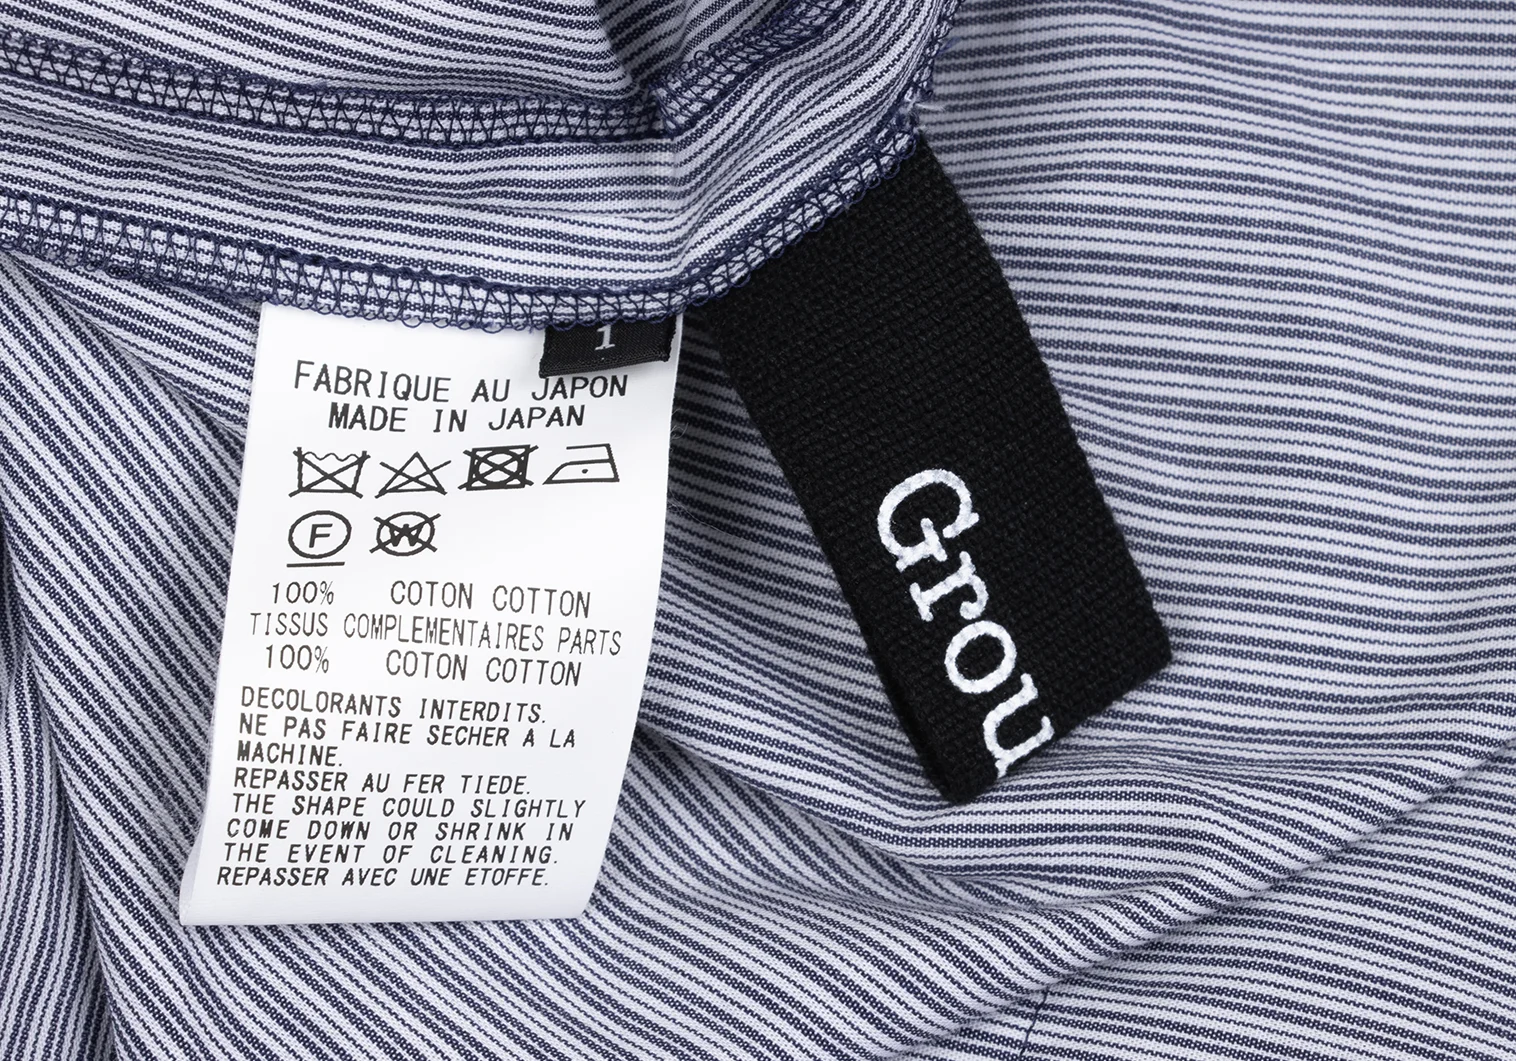 1
FABRIQUE AU JAPON
MADE IN JAPAN
F W
100% COTON COTTON
TISSUS COMPLEMENTAIRES PARTS
100% COTON COTTON
DECOLORANTS INTERDITS.
NE PAS FAIRE SECHER A LA
MACHINE.
REPASSER AU FER TIEDE.
THE SHAPE COULD SLIGHTLY
COME DOWN OR SHRINK IN
THE EVENT OF CLEANING.
REPASSER AVEC UNE ETOFFE.
Grou